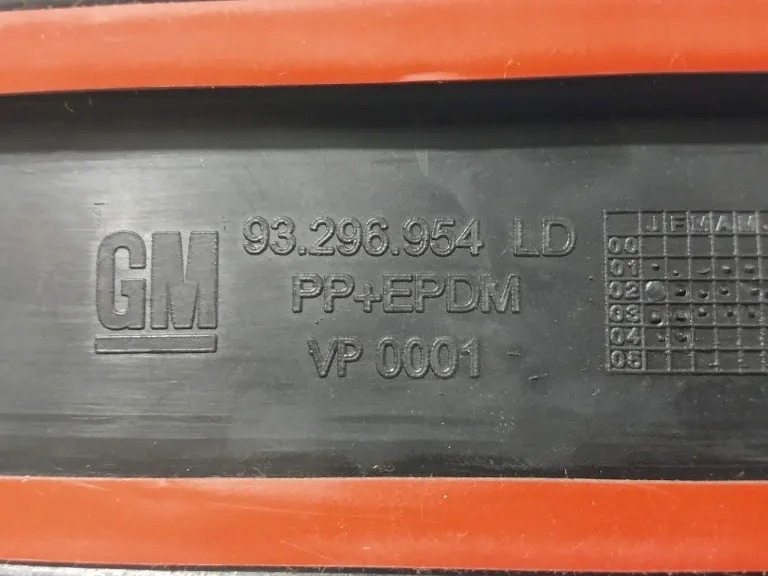 GM
93.296.954 LD
PP+EPDM
VP 0001
J F M A M J
00
01
02
03
04
05